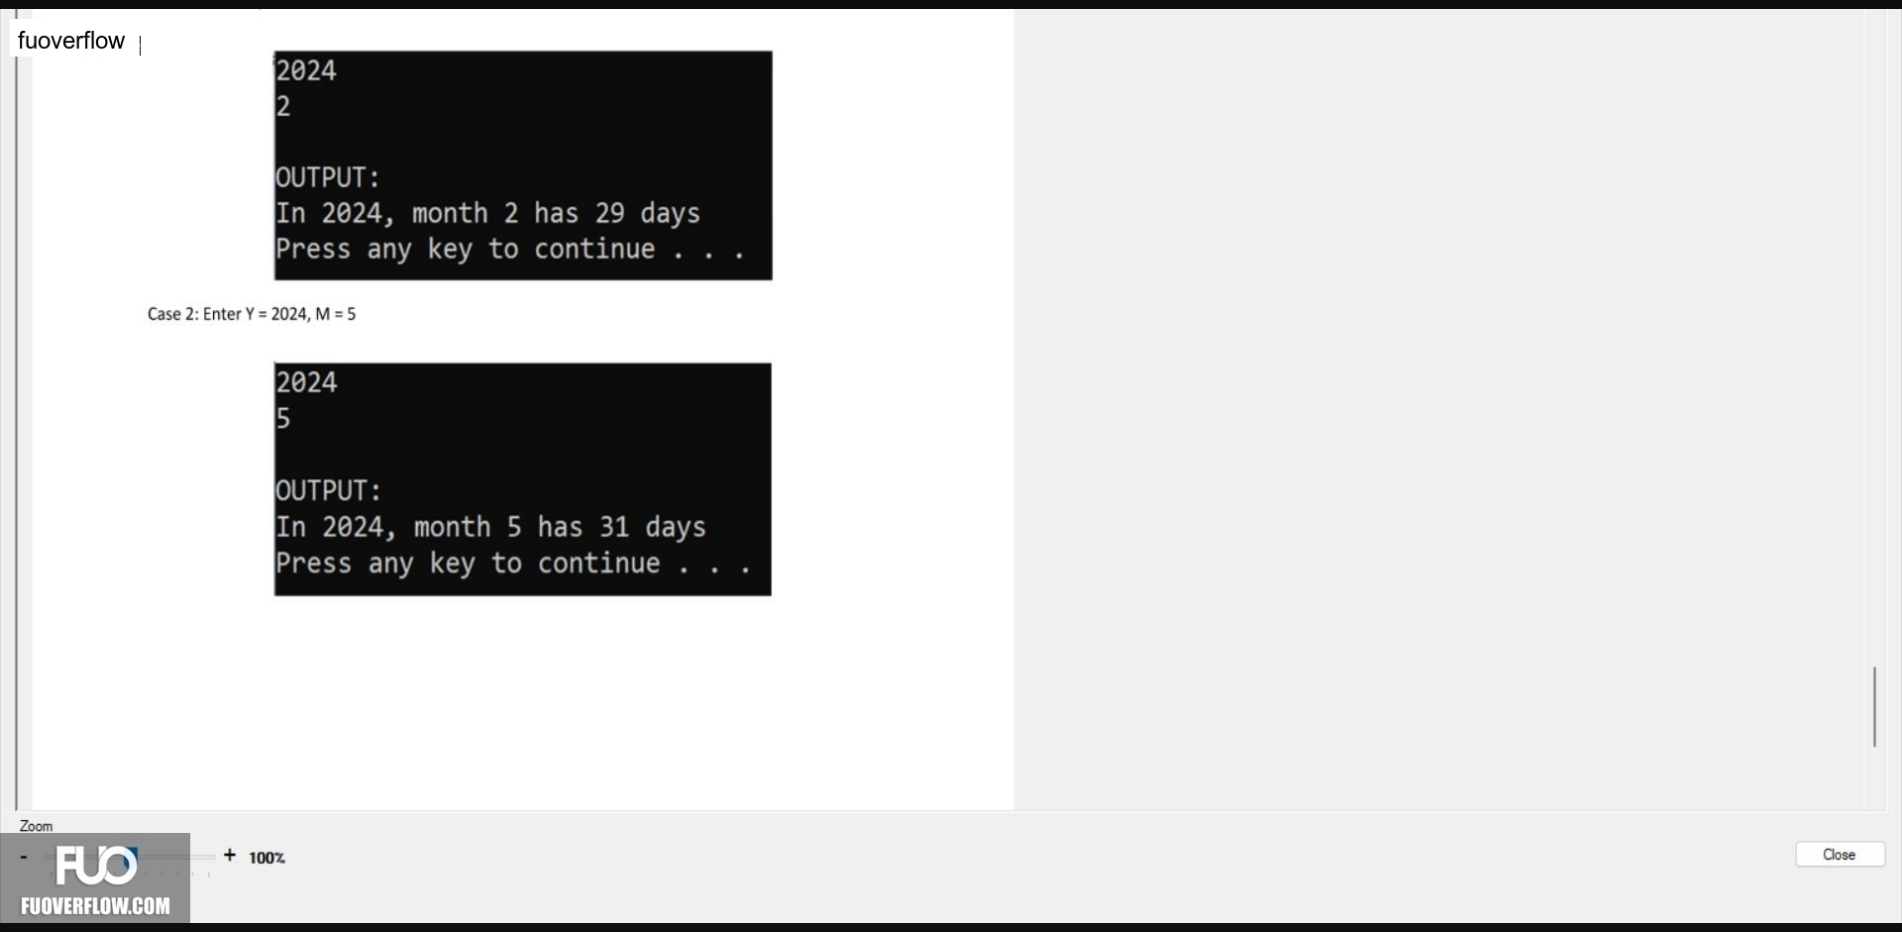 fuoverflow
2024
2
OUTPUT:
In 2024, month 2 has 29 days
Press any key to continue . . .
Case 2: Enter Y = 2024, M = 5
2024
5
OUTPUT:
In 2024, month 5 has 31 days
Press any key to continue . . .
Zoom
- + 100%
Close
FUO
FUOVERFLOW.COM